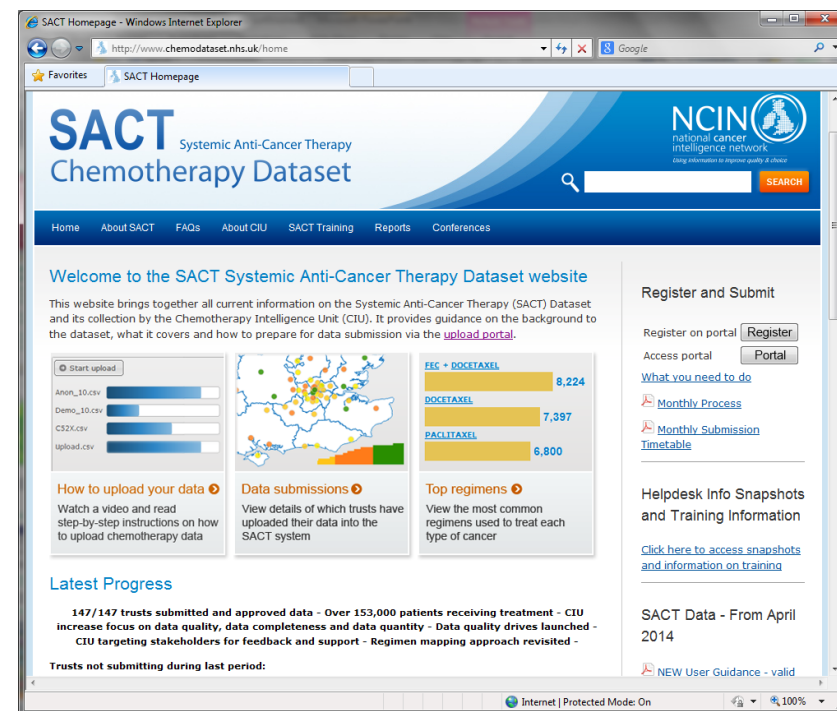 SACT Homepage - Windows Internet Explorer
http://www.chemodataset.nhs.uk/home
Google
Favorites
SACT Homepage
SACT Systemic Anti-Cancer Therapy
Chemotherapy Dataset
NCIN
national cancer
intelligence network
Using information to improve quality & choice
SEARCH
Home About SACT FAQs About CIU SACT Training Reports Conferences
Welcome to the SACT Systemic Anti-Cancer Therapy Dataset website
This website brings together all current information on the Systemic Anti-Cancer Therapy (SACT) Dataset
and its collection by the Chemotherapy Intelligence Unit (CIU). It provides guidance on the background to
the dataset, what it covers and how to prepare for data submission via the upload portal.
Start upload
Anon_10.csv
Demo_10.csv
C52X.csv
Upload.csv
FEC + DOCETAXEL
8,224
DOCETAXEL
7,397
PACLITAXEL
6,800
How to upload your data
Watch a video and read
step-by-step instructions on how
to upload chemotherapy data
Data submissions
View details of which trusts have
uploaded their data into the
SACT system
Top regimens
View the most common
regimens used to treat each
type of cancer
Latest Progress
147/147 trusts submitted and approved data - Over 153,000 patients receiving treatment - CIU
increase focus on data quality, data completeness and data quantity - Data quality drives launched -
CIU targeting stakeholders for feedback and support - Regimen mapping approach revisited -
Trusts not submitting during last period:
Register and Submit
Register on portal Register
Access portal Portal
What you need to do
Monthly Process
Monthly Submission
Timetable
Helpdesk Info Snapshots
and Training Information
Click here to access snapshots
and information on training
SACT Data - From April
2014
NEW User Guidance - valid
Internet | Protected Mode: On
100%